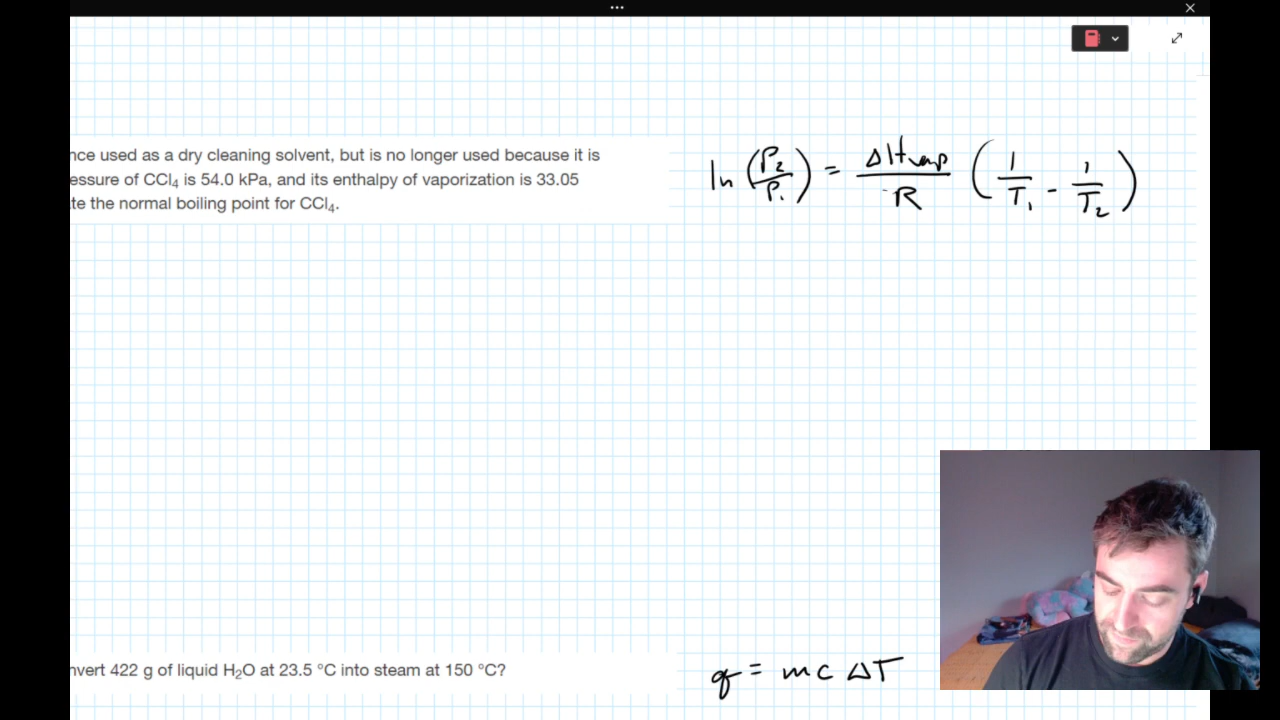 nce used as a dry cleaning solvent, but is no longer used because it is
essure of CCl₄ is 54.0 kPa, and its enthalpy of vaporization is 33.05
te the normal boiling point for CCl₄.
ln (P₂/P₁) = ΔHvap/R (1/T₁ - 1/T₂)
nvert 422 g of liquid H₂O at 23.5 °C into steam at 150 °C?
q = mcΔT